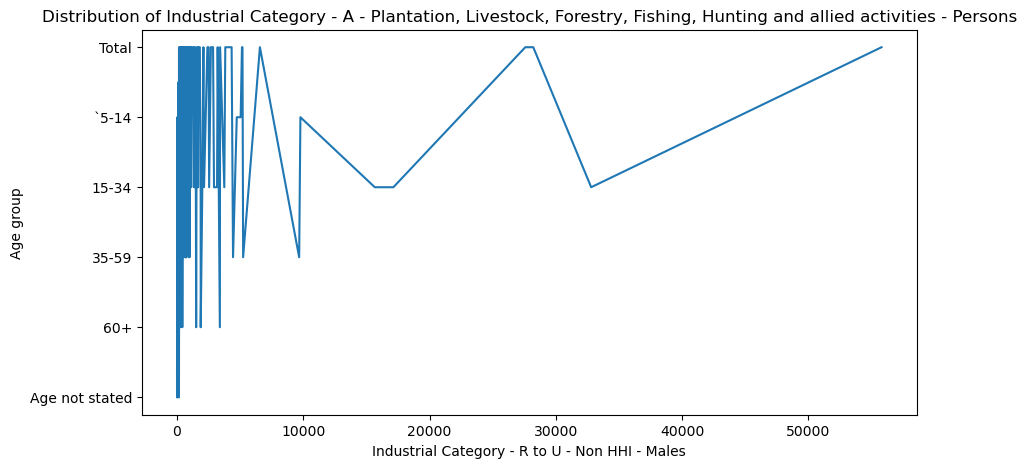 Distribution of Industrial Category - A - Plantation, Livestock, Forestry, Fishing, Hunting and allied activities - Persons
Total
`5-14
15-34
35-59
60+
Age not stated
Age group
0 10000 20000 30000 40000 50000
Industrial Category - R to U - Non HHI - Males